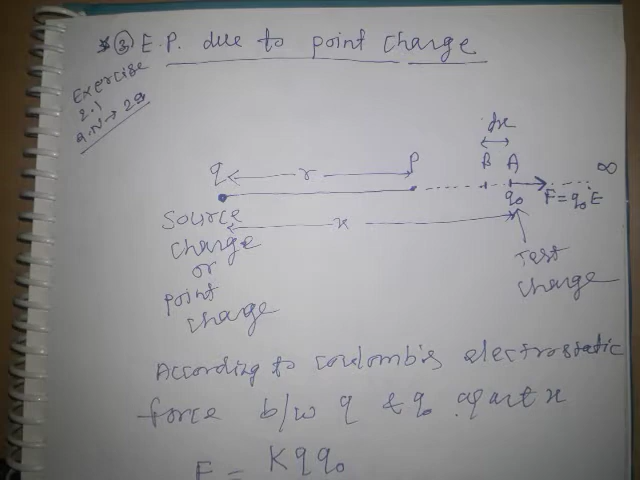 ③ E.P. due to point charge
Exercise
2.1
Q.N → 29
dx
q r P B A ∞
q₀ F = q₀E
x
Source
charge
or
point
charge
Test
charge
According to coulomb's electrostatic
force b/w q & q₀ apart x
F = Kqq₀